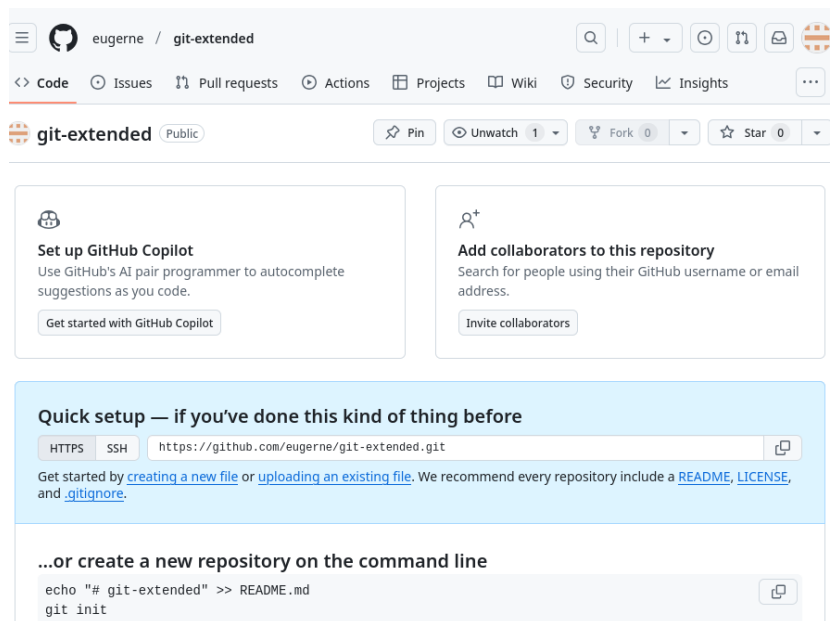 eugerne / git-extended
Code Issues Pull requests Actions Projects Wiki Security Insights
git-extended Public Pin Unwatch 1 Fork 0 Star 0
Set up GitHub Copilot
Use GitHub's AI pair programmer to autocomplete
suggestions as you code.
Get started with GitHub Copilot
Add collaborators to this repository
Search for people using their GitHub username or email
address.
Invite collaborators
Quick setup — if you've done this kind of thing before
HTTPS SSH https://github.com/eugerne/git-extended.git
Get started by creating a new file or uploading an existing file. We recommend every repository include a README, LICENSE,
and .gitignore.
...or create a new repository on the command line
echo "# git-extended" >> README.md
git init